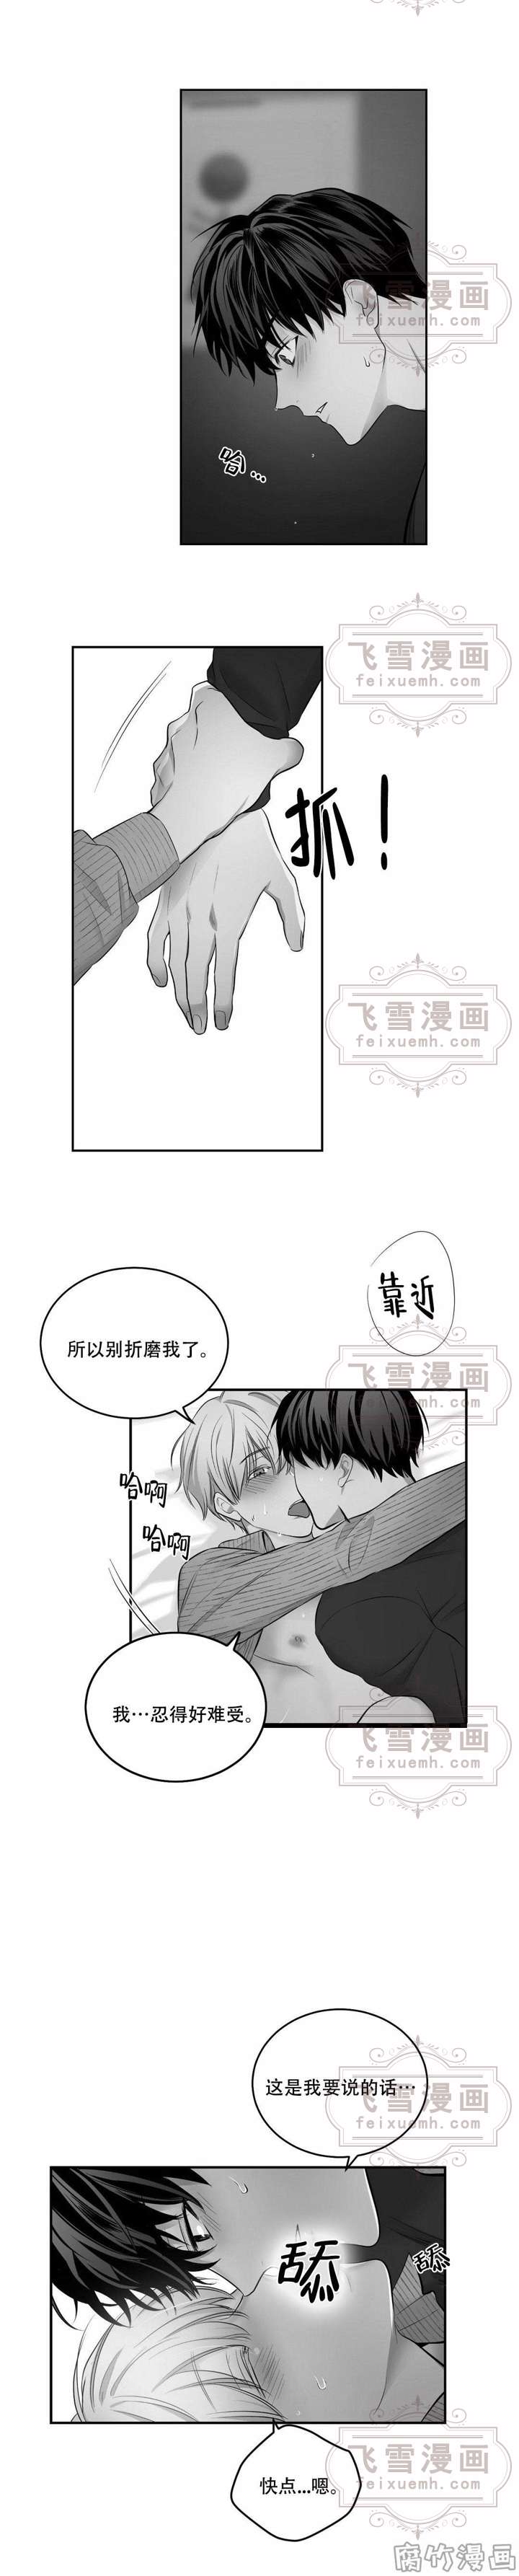 飞雪漫画
feixuemh.com
哈…
飞雪漫画
feixuemh.com
抓！
飞雪漫画
feixuemh.com
靠近
所以别折磨我了。
飞雪漫画
feixuemh.com
哈啊
哈啊
我…忍得好难受。
飞雪漫画
feixuemh.com
这是我要说的话…
飞雪漫画
feixuemh.com
舔
舔
飞雪漫画
feixuemh.com
快点...嗯。
腐竹漫画